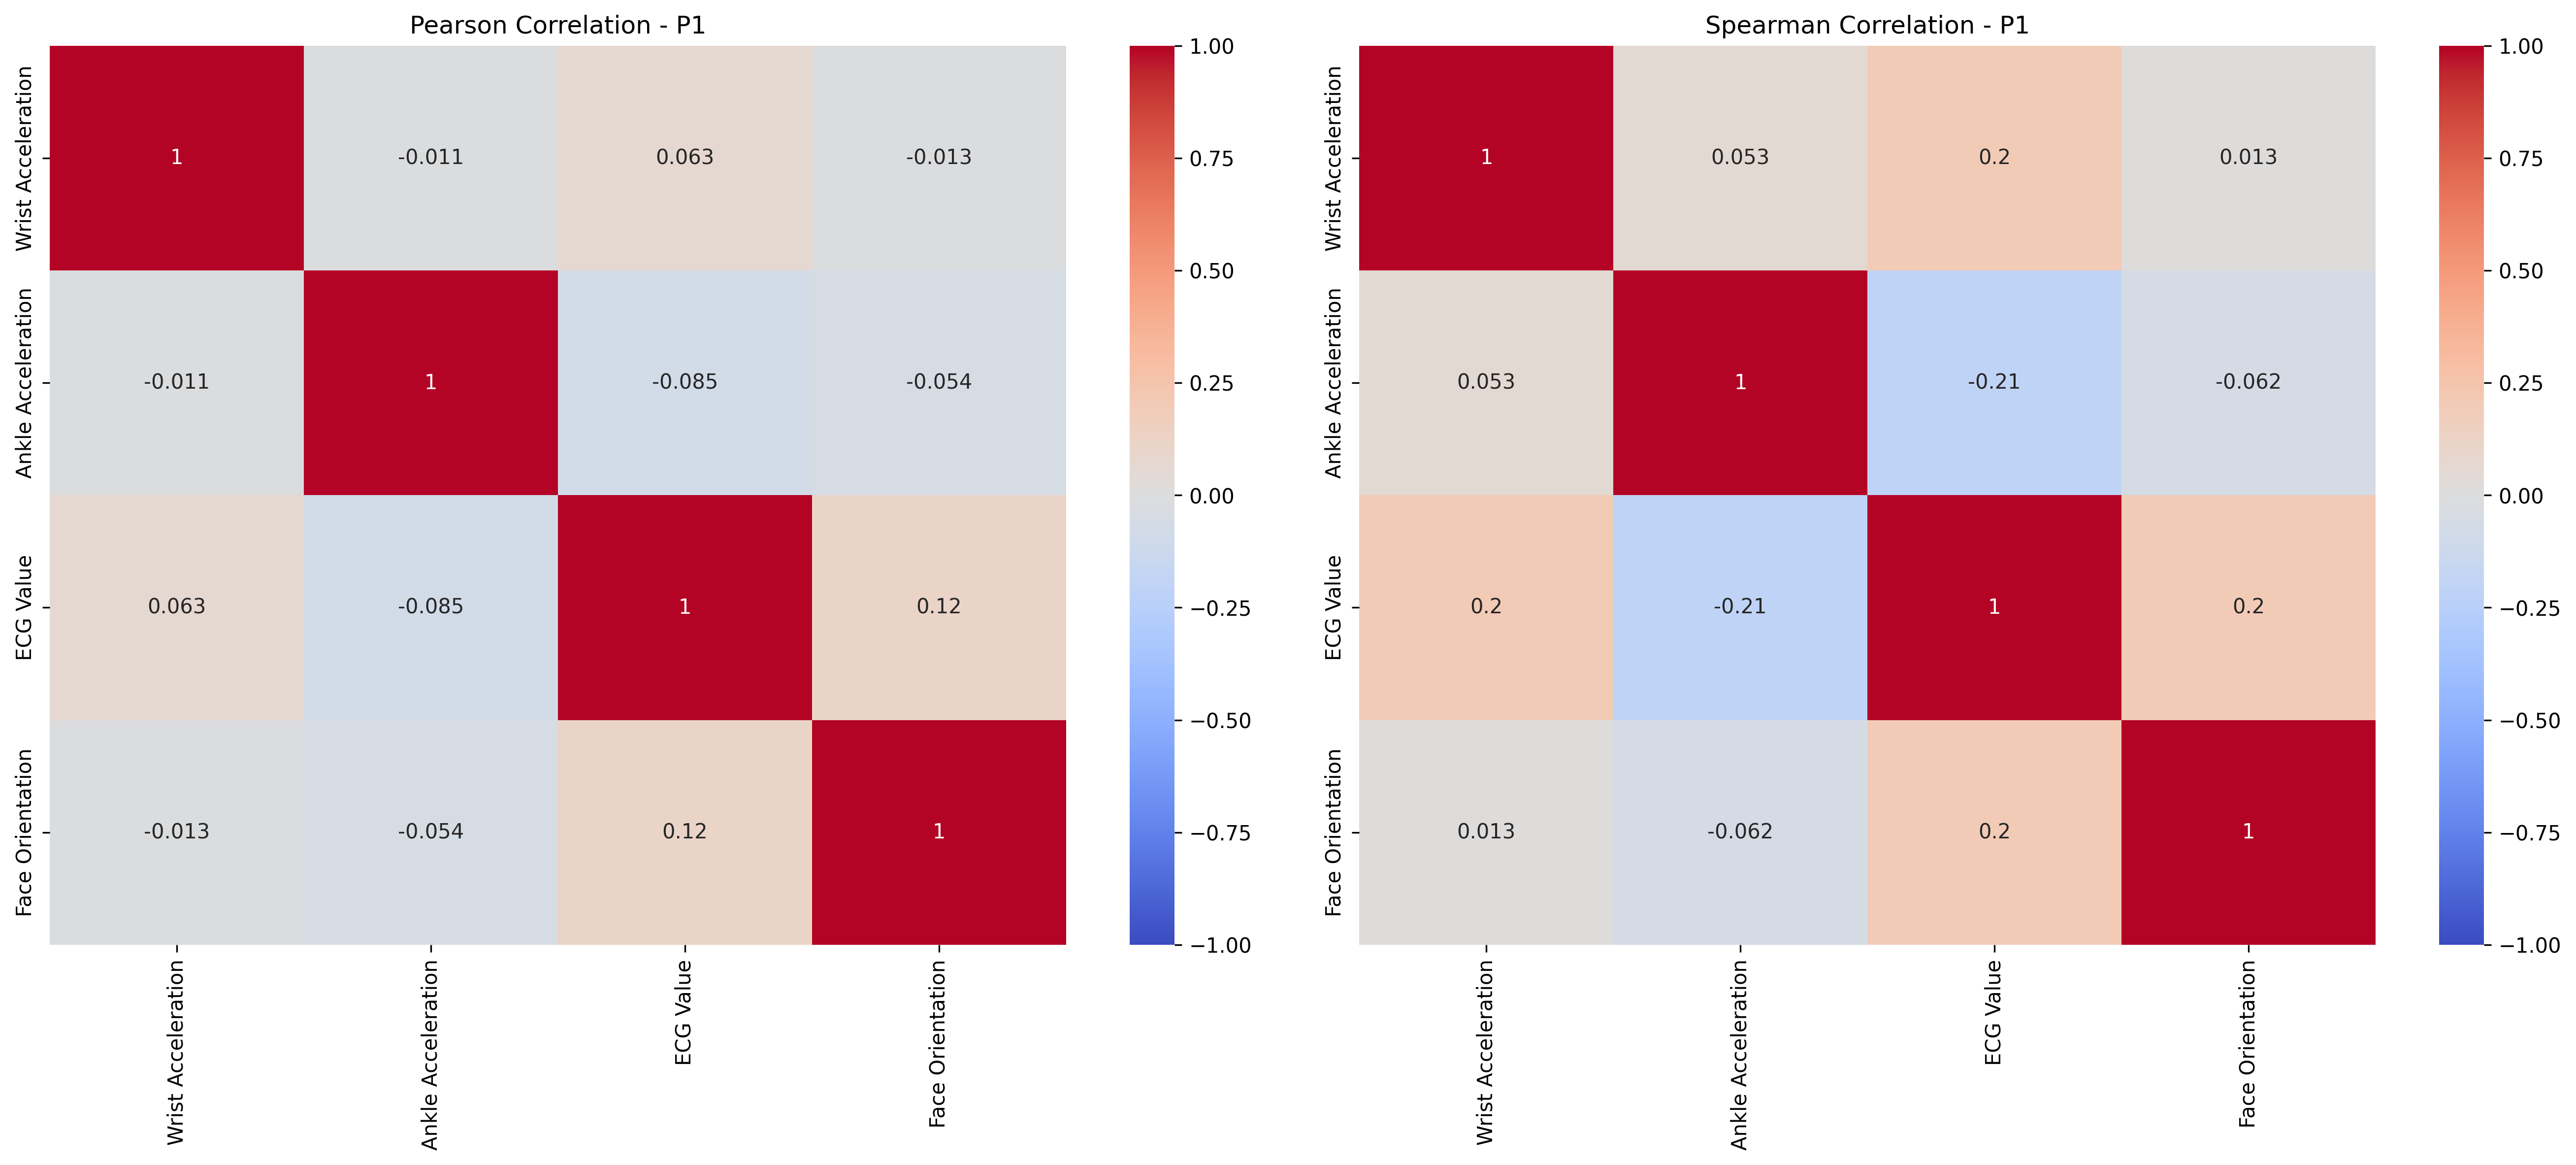 Pearson Correlation - P1
Wrist Acceleration
1
-0.011
0.063
-0.013
Ankle Acceleration
-0.011
1
-0.085
-0.054
ECG Value
0.063
-0.085
1
0.12
Face Orientation
-0.013
-0.054
0.12
1
Wrist Acceleration
Ankle Acceleration
ECG Value
Face Orientation
1.00
0.75
0.50
0.25
0.00
−0.25
−0.50
−0.75
−1.00
Spearman Correlation - P1
Wrist Acceleration
1
0.053
0.2
0.013
Ankle Acceleration
0.053
1
-0.21
-0.062
ECG Value
0.2
-0.21
1
0.2
Face Orientation
0.013
-0.062
0.2
1
Wrist Acceleration
Ankle Acceleration
ECG Value
Face Orientation
1.00
0.75
0.50
0.25
0.00
−0.25
−0.50
−0.75
−1.00